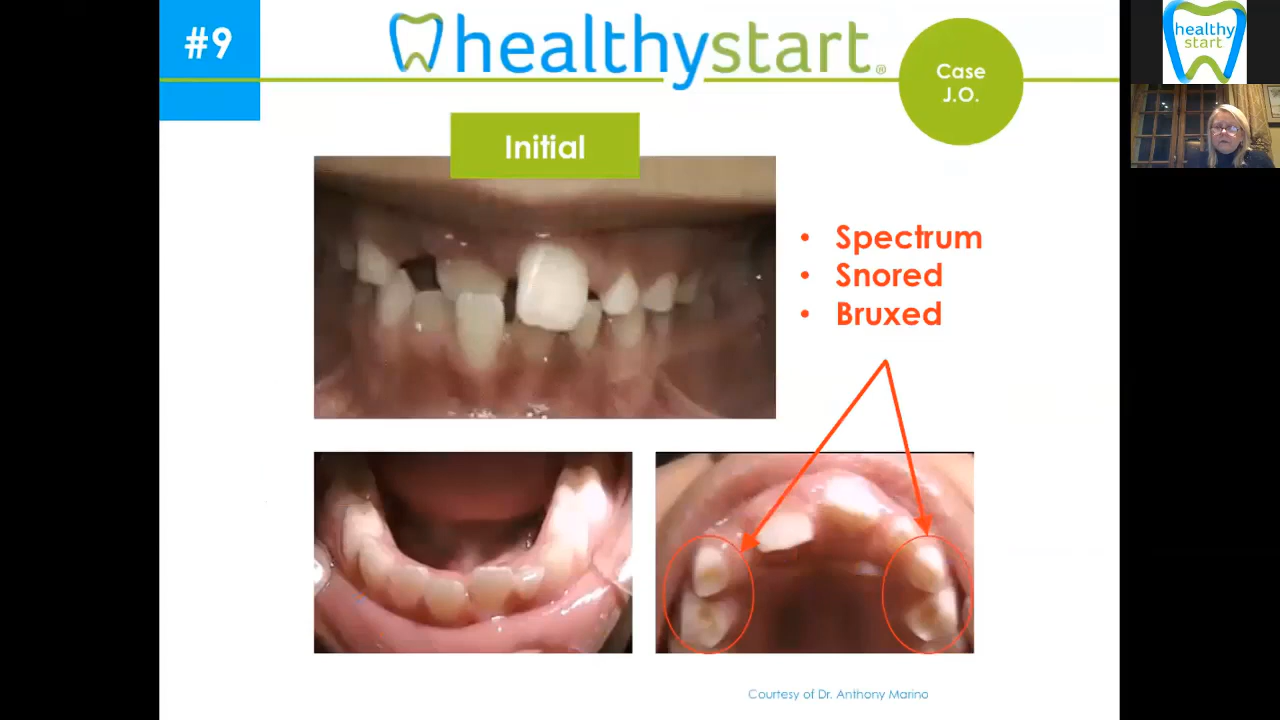 #9
healthystart®
Case
J.O.
healthy
start
Initial
• Spectrum
• Snored
• Bruxed
Courtesy of Dr. Anthony Marino